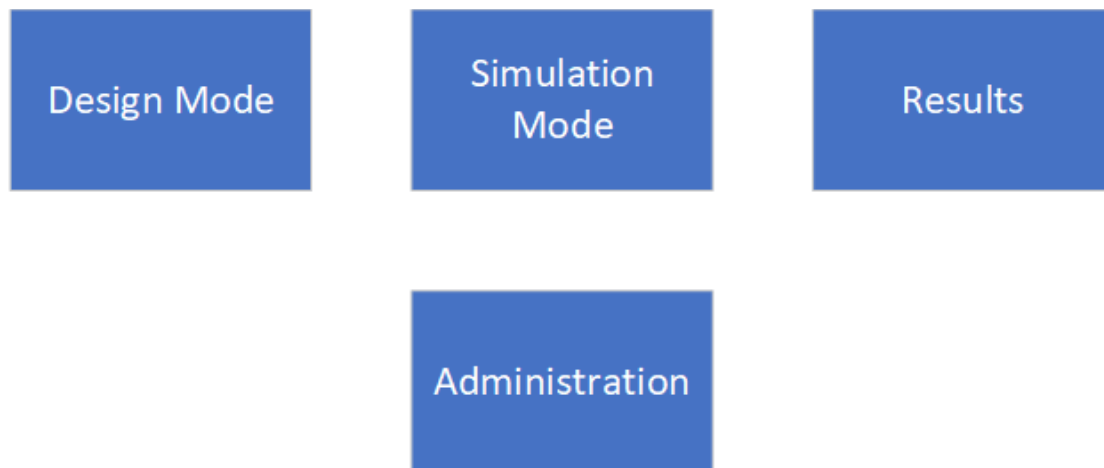 Design Mode
Simulation
Mode
Results
Administration